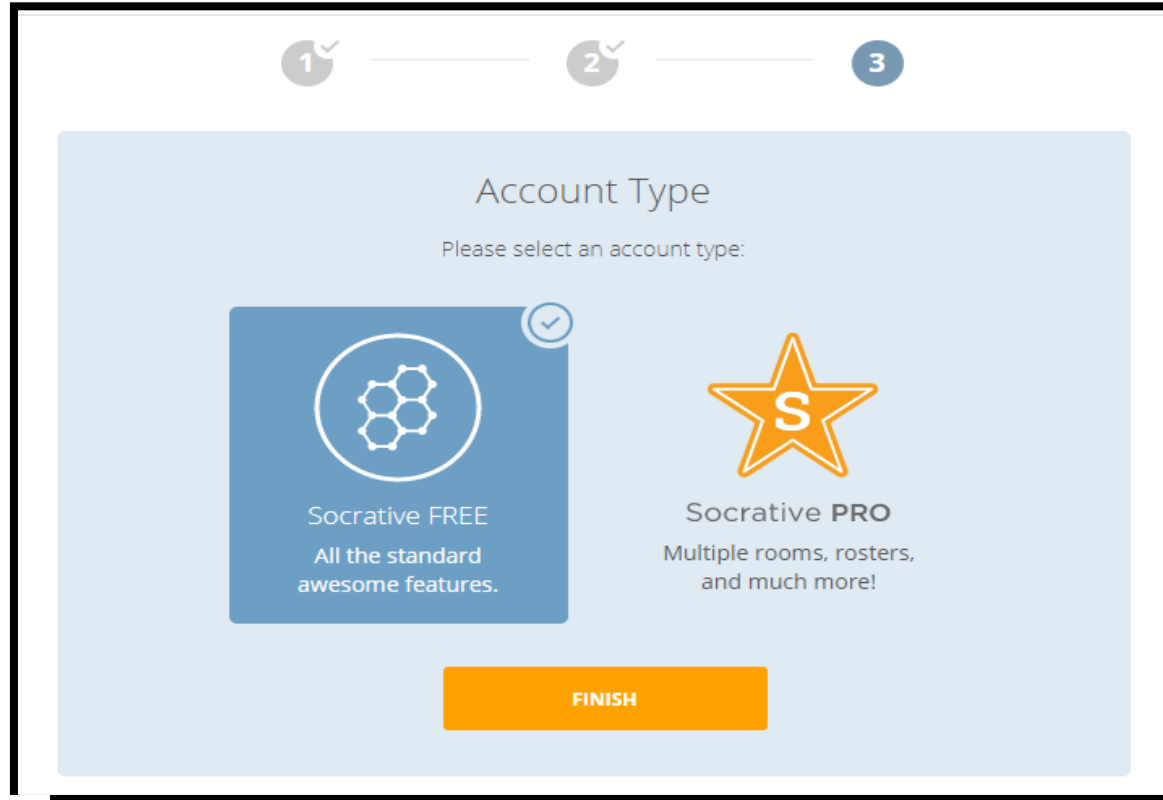 1 2 3
Account Type
Please select an account type:
S
Socrative FREE
All the standard
awesome features.
Socrative PRO
Multiple rooms, rosters,
and much more!
FINISH